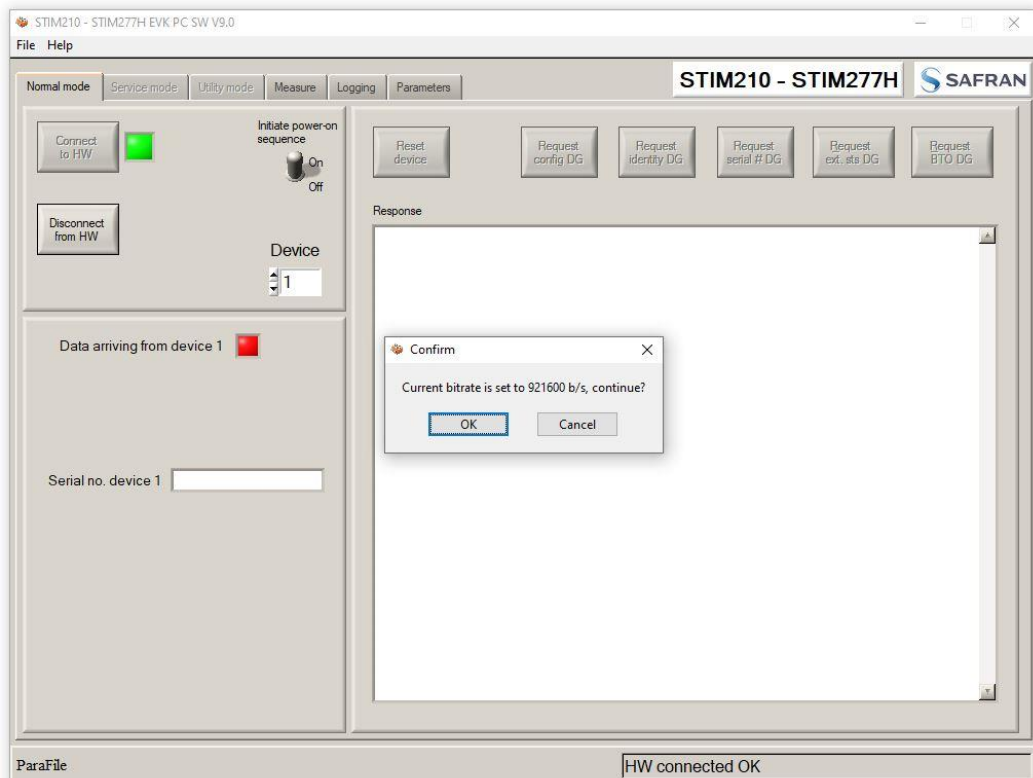 STIM210 - STIM277H EVK PC SW V9.0
File Help
Normal mode Service mode Utility mode Measure Logging Parameters
STIM210 - STIM277H
SAFRAN
Connect
to HW
Initiate power-on
sequence
On
Off
Disconnect
from HW
Device
1
Reset
device
Request
config DG
Request
identity DG
Request
serial # DG
Request
ext. sts DG
Request
BTO DG
Response
Data arriving from device 1
Serial no. device 1
Confirm
Current bitrate is set to 921600 b/s, continue?
OK Cancel
ParaFile
HW connected OK